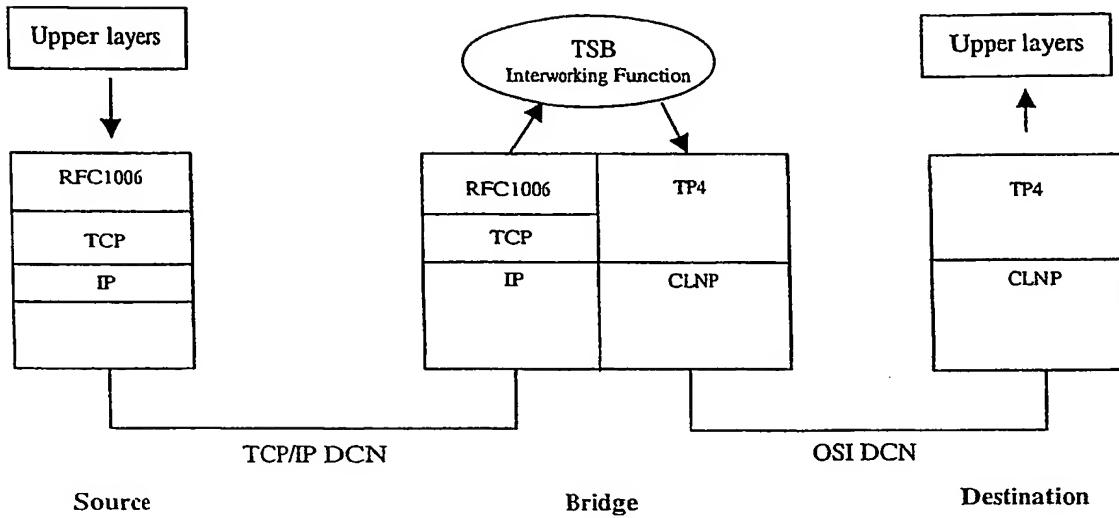 Upper layers
TSB
Interworking Function
Upper layers
RFC1006
TCP
IP
RFC1006
TCP
IP
TP4
CLNP
TP4
CLNP
TCP/IP DCN
OSI DCN
Source
Bridge
Destination